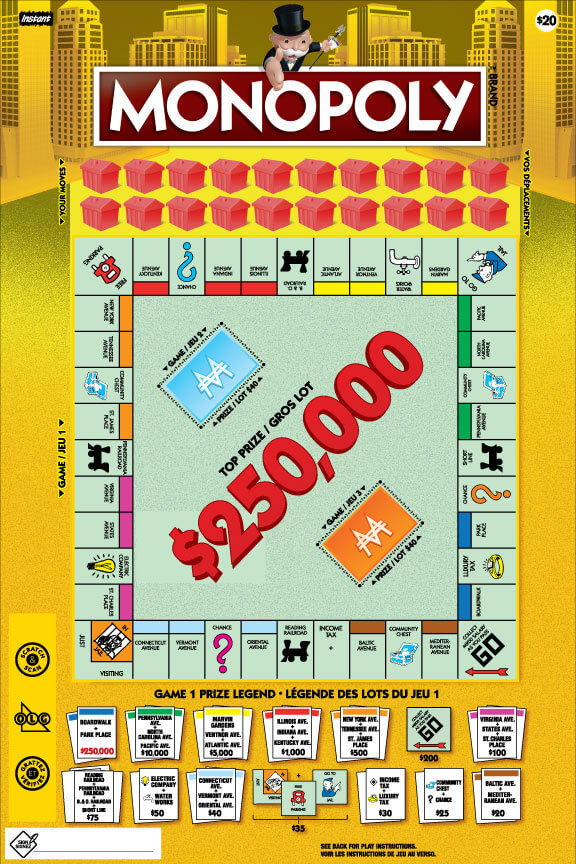 Instant
$20
MONOPOLY
BRAND
YOUR MOVES
VOS DÉPLACEMENTS
FREE
PARKING
KENTUCKY
AVENUE
CHANCE
INDIANA
AVENUE
ILLINOIS
AVENUE
B. & O.
RAILROAD
ATLANTIC
AVENUE
VENTNOR
AVENUE
WATER
WORKS
MARVIN
GARDENS
GO TO
JAIL
NEW YORK
AVENUE
TENNESSEE
AVENUE
COMMUNITY
CHEST
ST. JAMES
PLACE
PENNSYLVANIA
RAILROAD
VIRGINIA
AVENUE
STATES
AVENUE
ELECTRIC
COMPANY
ST. CHARLES
PLACE
PACIFIC
AVENUE
NORTH
CAROLINA
AVENUE
COMMUNITY
CHEST
PENNSYLVANIA
AVENUE
SHORT
LINE
CHANCE
PARK
PLACE
LUXURY
TAX
BOARDWALK
GAME / JEU 1
GAME / JEU 2
PRIZE / LOT $40
TOP PRIZE / GROS LOT
$250,000
GAME / JEU 3
PRIZE / LOT $40
JUST
IN
JAIL
VISITING
CONNECTICUT
AVENUE
VERMONT
AVENUE
CHANCE
ORIENTAL
AVENUE
READING
RAILROAD
INCOME
TAX
BALTIC
AVENUE
COMMUNITY
CHEST
MEDITER-
RANEAN
AVENUE
COLLECT
M200 SALARY
AS YOU PASS
GO
SCRATCH
&
SCAN
OLG
GRATTEZ
ET
VÉRIFIEZ
GAME 1 PRIZE LEGEND • LÉGENDE DES LOTS DU JEU 1
BOARDWALK
+
PARK PLACE
$250,000
PENNSYLVANIA
AVE.
+
NORTH
CAROLINA AVE.
+
PACIFIC AVE.
$10,000
MARVIN
GARDENS
+
VENTNOR AVE.
+
ATLANTIC AVE.
$5,000
ILLINOIS AVE.
+
INDIANA AVE.
+
KENTUCKY AVE.
$1,000
NEW YORK AVE.
+
TENNESSEE AVE.
+
ST. JAMES
PLACE
$500
GO
$200
VIRGINIA AVE.
+
STATES AVE.
+
ST. CHARLES
PLACE
$100
READING
RAILROAD
+
PENNSYLVANIA
RAILROAD
+
B. & O. RAILROAD
+
SHORT LINE
$75
ELECTRIC
COMPANY
+
WATER
WORKS
$50
CONNECTICUT
AVE.
+
VERMONT AVE.
+
ORIENTAL AVE.
$40
JUST
VISITING
+
FREE
PARKING
+
GO TO
JAIL
$35
INCOME
TAX
+
LUXURY
TAX
$30
COMMUNITY
CHEST
+
CHANCE
$25
BALTIC AVE.
+
MEDITER-
RANEAN AVE.
$20
SIGN
SIGNEZ
SEE BACK FOR PLAY INSTRUCTIONS.
VOIR LES INSTRUCTIONS DE JEU AU VERSO.